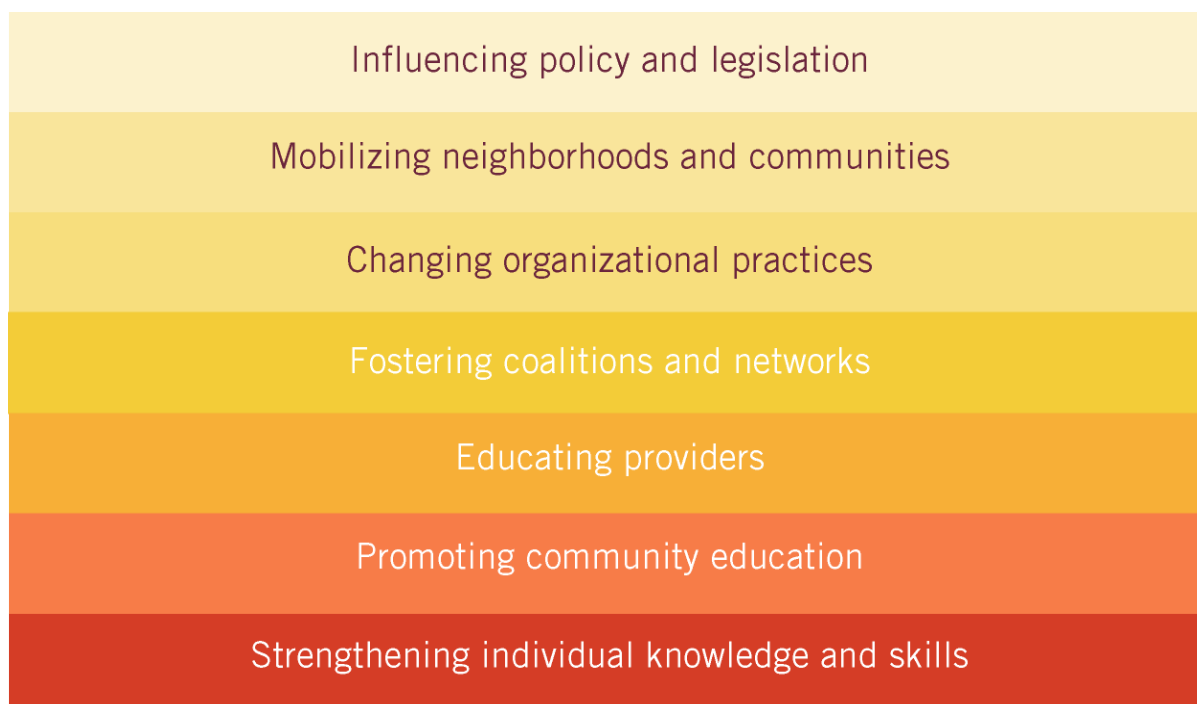 Influencing policy and legislation
Mobilizing neighborhoods and communities
Changing organizational practices
Fostering coalitions and networks
Educating providers
Promoting community education
Strengthening individual knowledge and skills